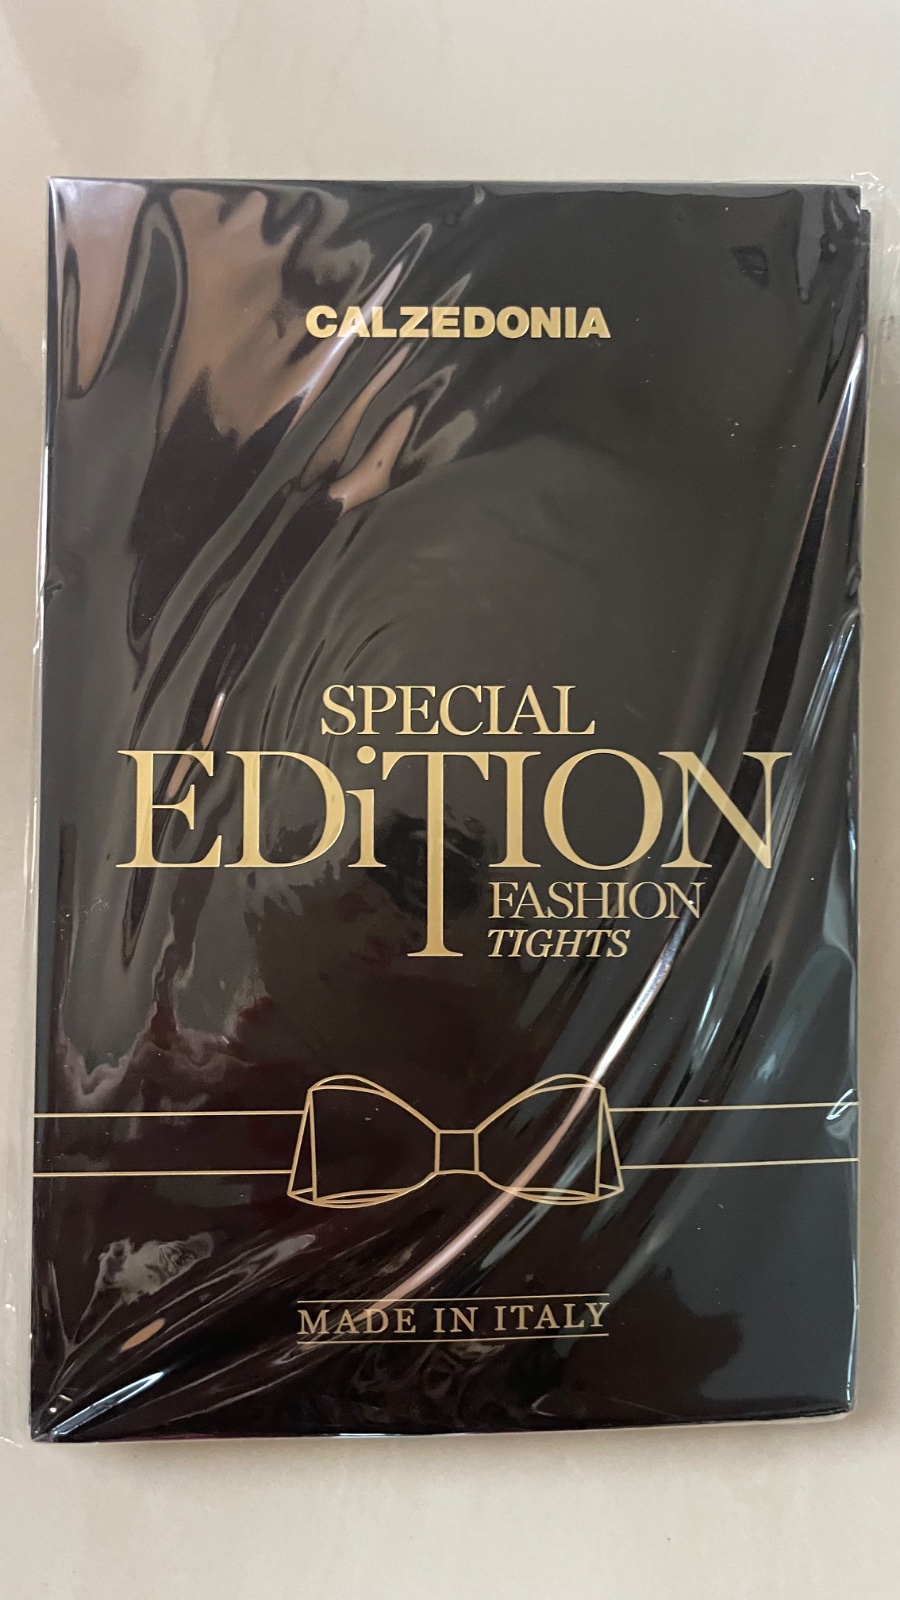 CALZEDONIA
SPECIAL
EDiTION
FASHION
TIGHTS
MADE IN ITALY